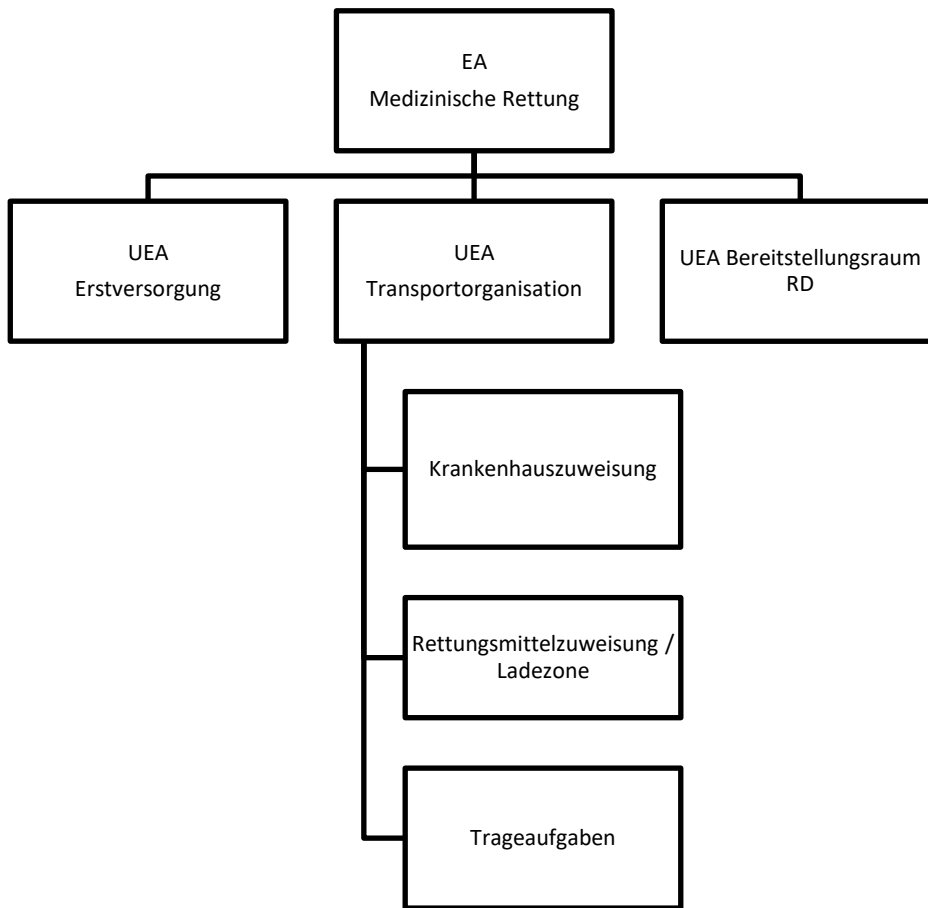 EA
Medizinische Rettung
UEA
Erstversorgung
UEA
Transportorganisation
UEA Bereitstellungsraum
RD
Krankenhauszuweisung
Rettungsmittelzuweisung /
Ladezone
Trageaufgaben